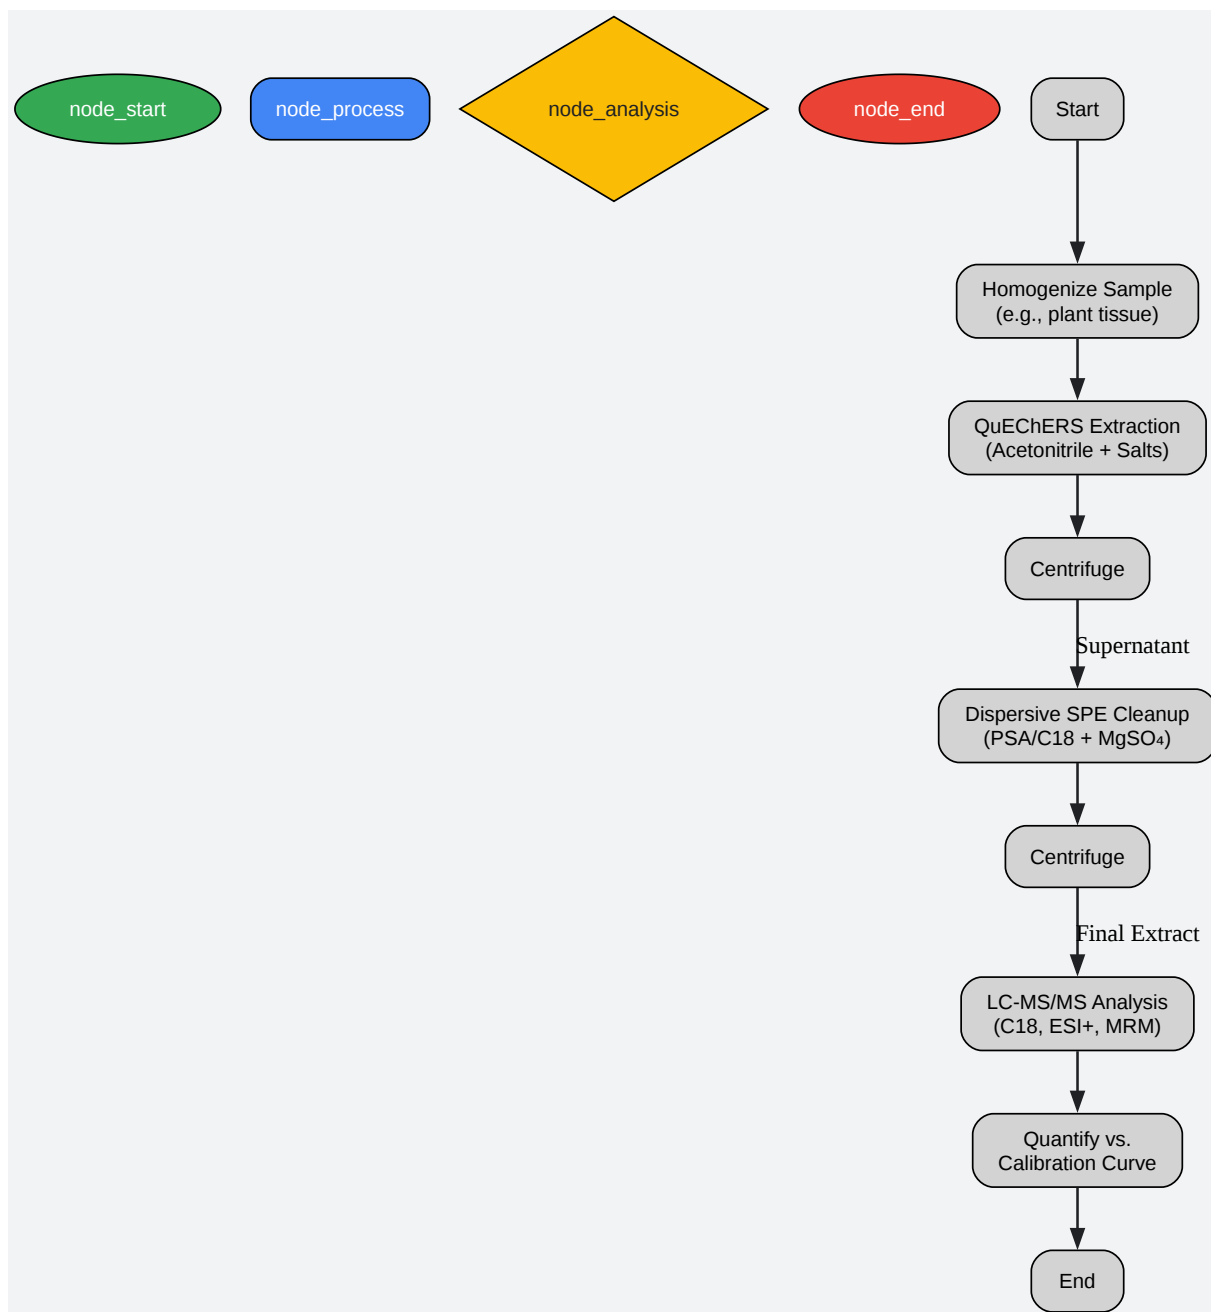 node_start
node_process
node_analysis
node_end
Start
Homogenize Sample
(e.g., plant tissue)
QuEChERS Extraction
(Acetonitrile + Salts)
Centrifuge
Supernatant
Dispersive SPE Cleanup
(PSA/C18 + MgSO₄)
Centrifuge
Final Extract
LC-MS/MS Analysis
(C18, ESI+, MRM)
Quantify vs.
Calibration Curve
End